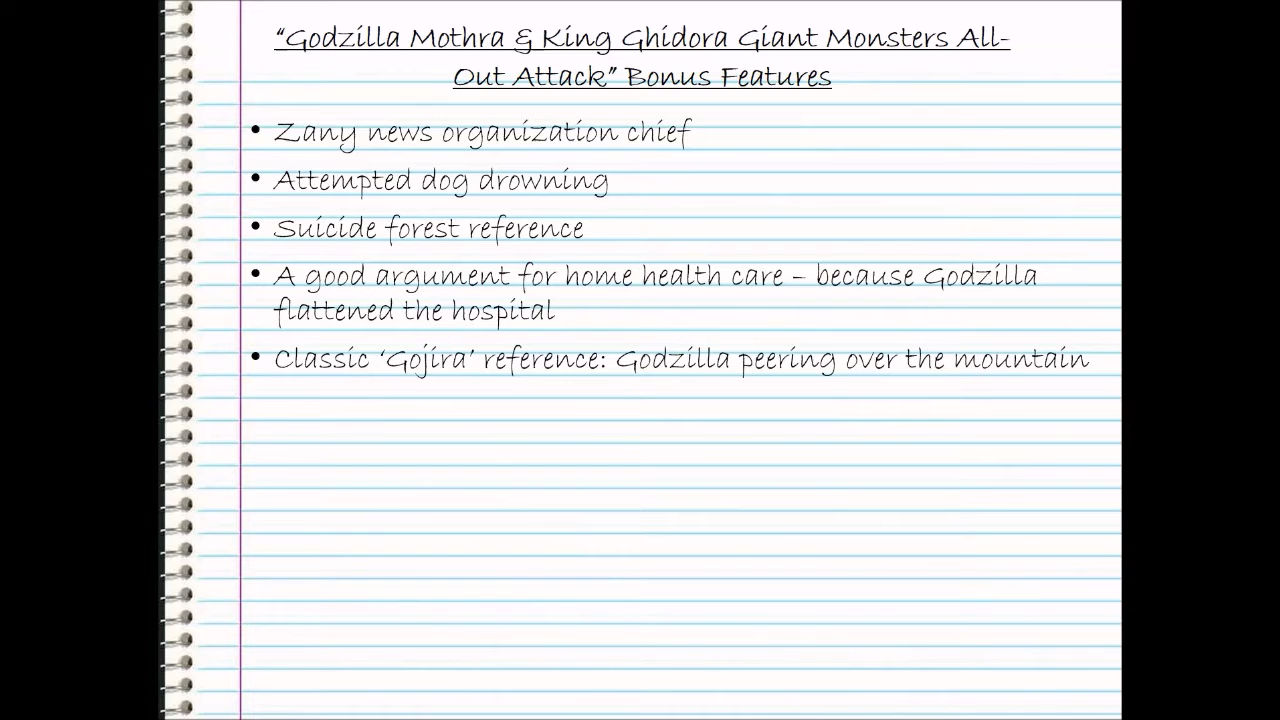 “Godzilla Mothra & King Ghidora Giant Monsters All-
Out Attack” Bonus Features
• Zany news organization chief
• Attempted dog drowning
• Suicide forest reference
• A good argument for home health care – because Godzilla
flattened the hospital
• Classic ‘Gojira’ reference: Godzilla peering over the mountain